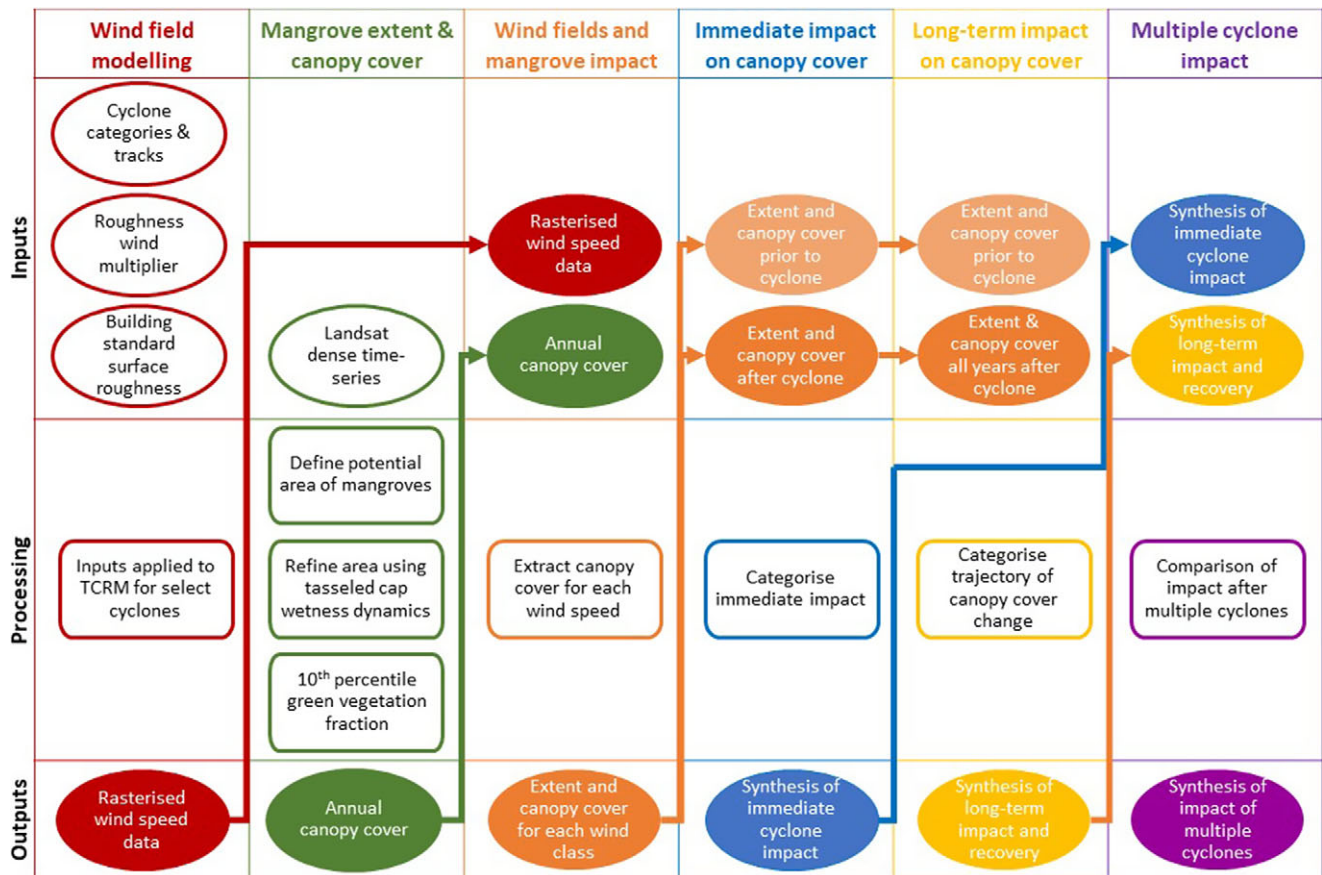 Wind field
modelling
Mangrove extent &
canopy cover
Wind fields and
mangrove impact
Immediate impact
on canopy cover
Long-term impact
on canopy cover
Multiple cyclone
impact
Inputs
Cyclone
categories &
tracks
Roughness
wind
multiplier
Building
standard
surface
roughness
Landsat
dense time-
series
Rasterised
wind speed
data
Annual
canopy cover
Extent and
canopy cover
prior to
cyclone
Extent and
canopy cover
after cyclone
Extent and
canopy cover
prior to
cyclone
Extent &
canopy cover
all years after
cyclone
Synthesis of
immediate
cyclone
impact
Synthesis of
long-term
impact and
recovery
Processing
Inputs applied to
TCRM for select
cyclones
Define potential
area of mangroves
Refine area using
tasseled cap
wetness dynamics
10th percentile
green vegetation
fraction
Extract canopy
cover for each
wind speed
Categorise
immediate impact
Categorise
trajectory of
canopy cover
change
Comparison of
impact after
multiple cyclones
Outputs
Rasterised
wind speed
data
Annual
canopy cover
Extent and
canopy cover
for each wind
class
Synthesis of
immediate
cyclone
impact
Synthesis of
long-term
impact and
recovery
Synthesis of
impact of
multiple
cyclones